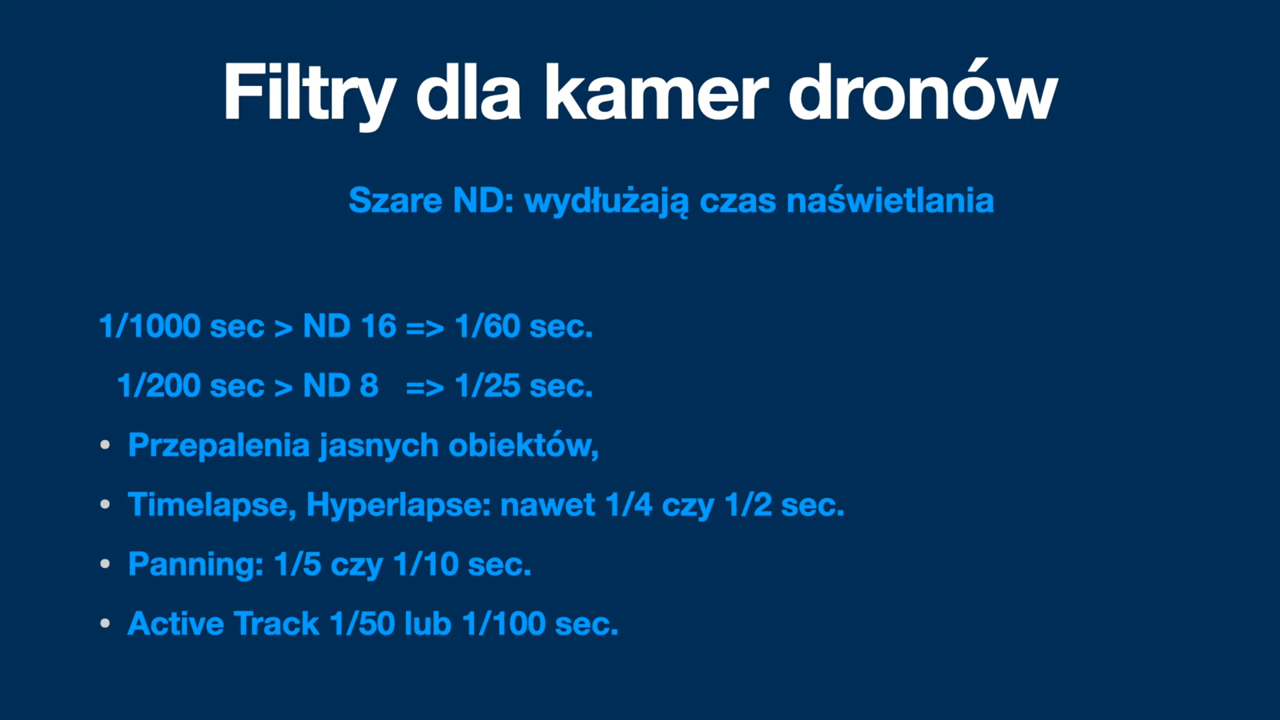 Filtry dla kamer dronów
Szare ND: wydłużają czas naświetlania
1/1000 sec > ND 16 => 1/60 sec.
1/200 sec > ND 8 => 1/25 sec.
• Przepalenia jasnych obiektów,
• Timelapse, Hyperlapse: nawet 1/4 czy 1/2 sec.
• Panning: 1/5 czy 1/10 sec.
• Active Track 1/50 lub 1/100 sec.